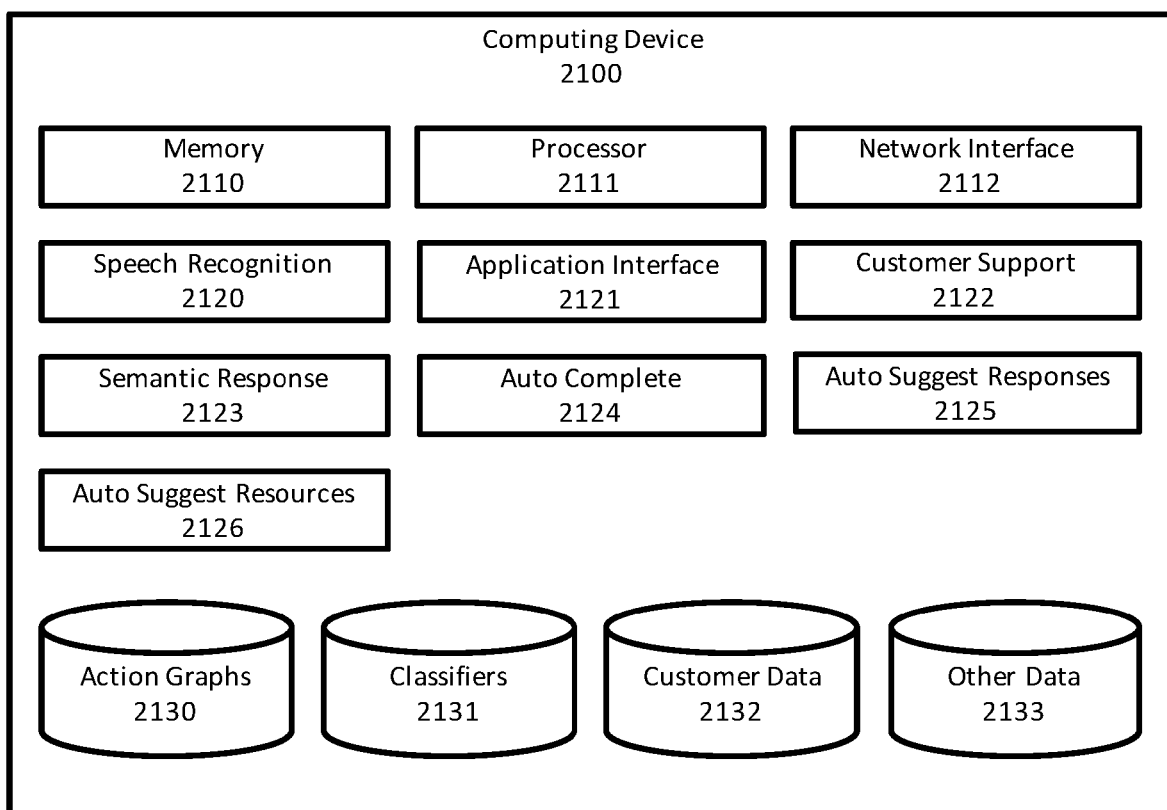 Computing Device
2100
Memory
2110
Processor
2111
Network Interface
2112
Speech Recognition
2120
Application Interface
2121
Customer Support
2122
Semantic Response
2123
Auto Complete
2124
Auto Suggest Responses
2125
Auto Suggest Resources
2126
Action Graphs
2130
Classifiers
2131
Customer Data
2132
Other Data
2133